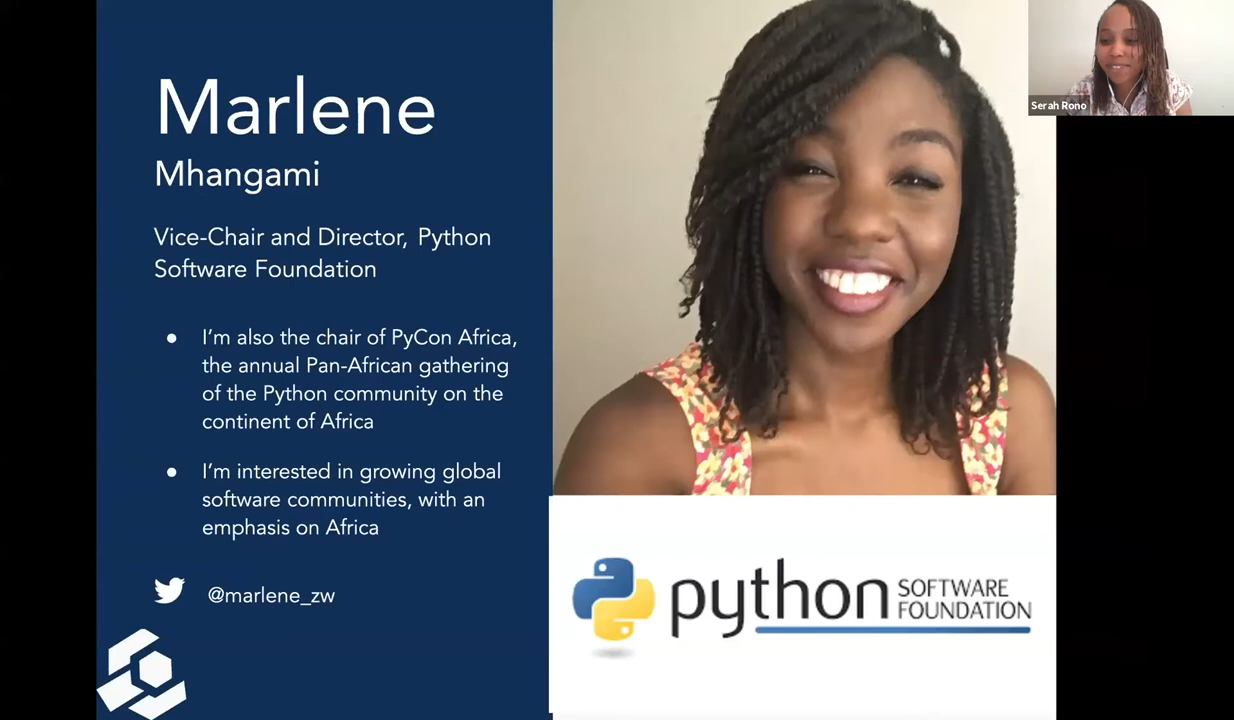 Marlene
Mhangami
Vice-Chair and Director, Python
Software Foundation
● I'm also the chair of PyCon Africa,
the annual Pan-African gathering
of the Python community on the
continent of Africa
● I'm interested in growing global
software communities, with an
emphasis on Africa
@marlene_zw
Serah Rono
python SOFTWARE
FOUNDATION